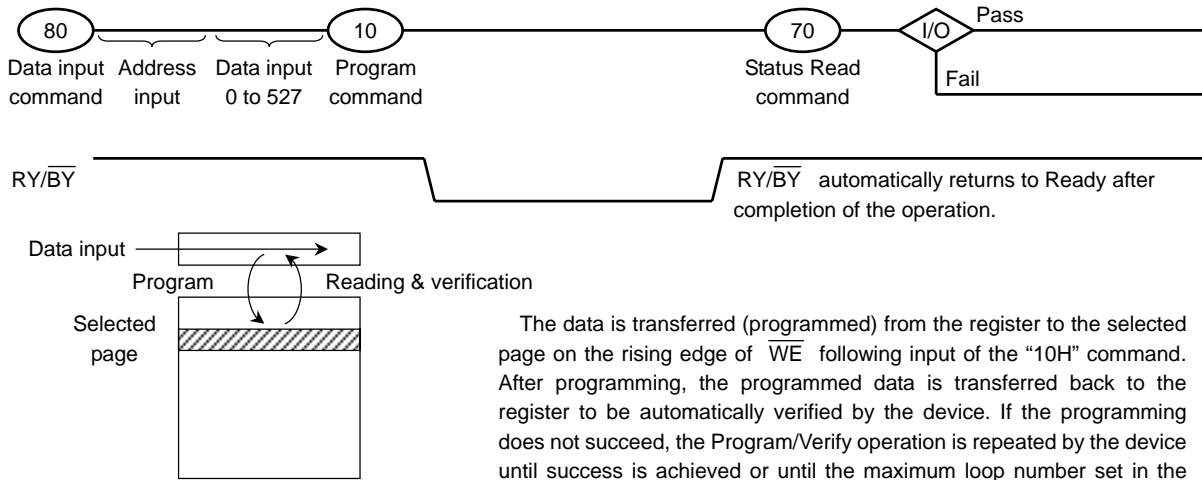 80
10
70
I/O
Pass
Data input Address Data input Program
command input 0 to 527 command
Status Read
command
Fail
RY/BY
RY/BY automatically returns to Ready after
completion of the operation.
Data input
Program
Reading & verification
Selected
page
The data is transferred (programmed) from the register to the selected
page on the rising edge of WE following input of the “10H” command.
After programming, the programmed data is transferred back to the
register to be automatically verified by the device. If the programming
does not succeed, the Program/Verify operation is repeated by the device
until success is achieved or until the maximum loop number set in the